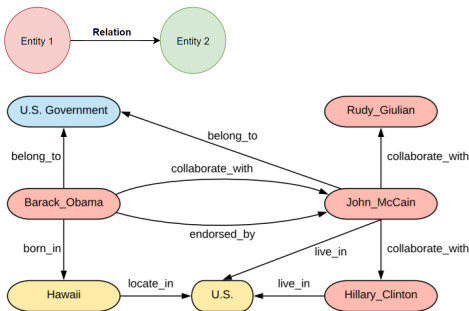 Entity 1
Relation
Entity 2
U.S. Government
Rudy_Giulian
belong_to
belong_to
collaborate_with
collaborate_with
Barack_Obama
John_McCain
endorsed_by
born_in
live_in
collaborate_with
Hawaii
locate_in
U.S.
live_in
Hillary_Clinton